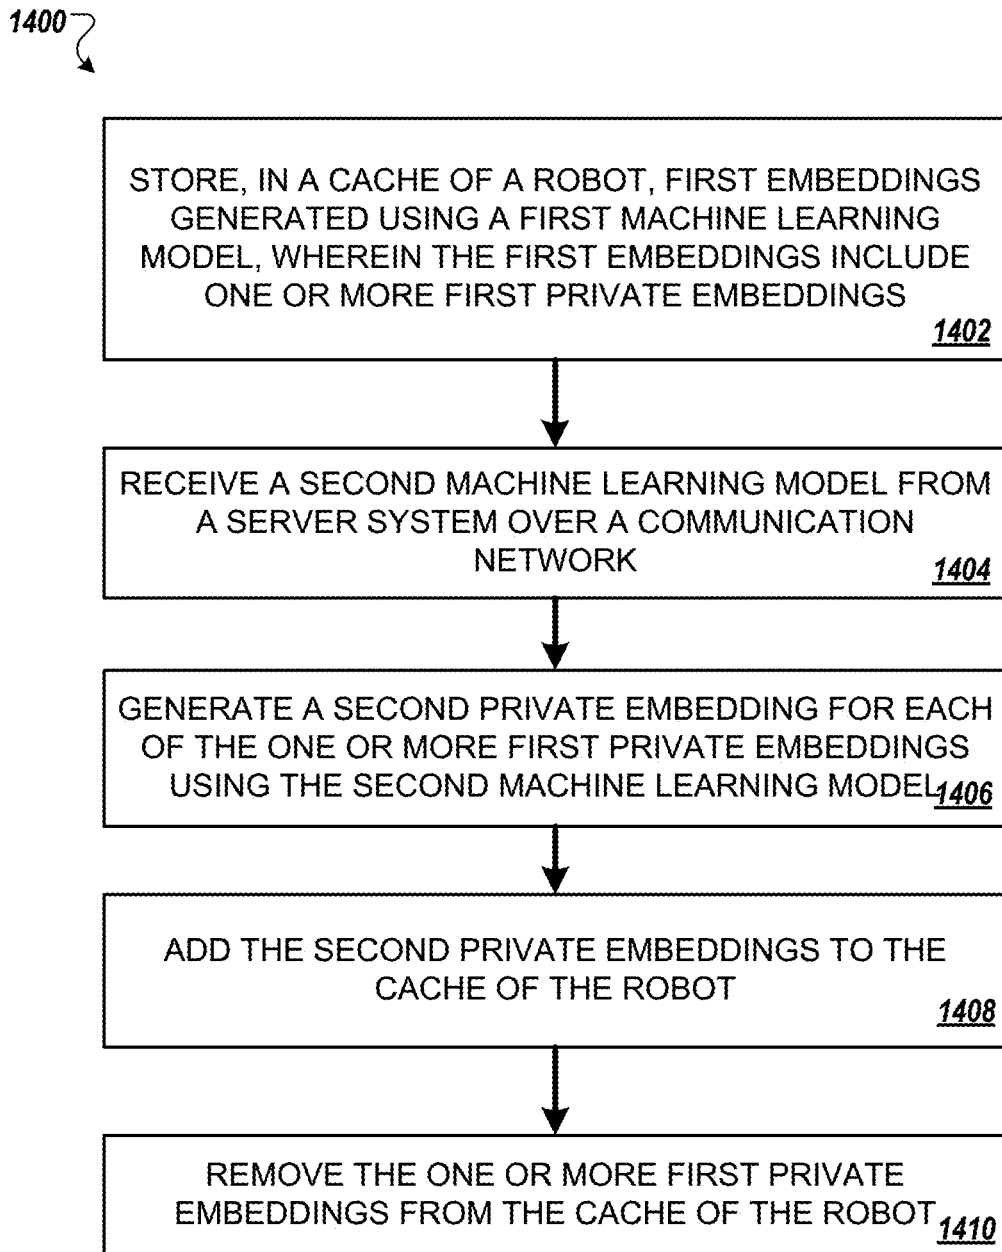 1400
STORE, IN A CACHE OF A ROBOT, FIRST EMBEDDINGS
GENERATED USING A FIRST MACHINE LEARNING
MODEL, WHEREIN THE FIRST EMBEDDINGS INCLUDE
ONE OR MORE FIRST PRIVATE EMBEDDINGS
1402
RECEIVE A SECOND MACHINE LEARNING MODEL FROM
A SERVER SYSTEM OVER A COMMUNICATION
NETWORK
1404
GENERATE A SECOND PRIVATE EMBEDDING FOR EACH
OF THE ONE OR MORE FIRST PRIVATE EMBEDDINGS
USING THE SECOND MACHINE LEARNING MODEL
1406
ADD THE SECOND PRIVATE EMBEDDINGS TO THE
CACHE OF THE ROBOT
1408
REMOVE THE ONE OR MORE FIRST PRIVATE
EMBEDDINGS FROM THE CACHE OF THE ROBOT
1410